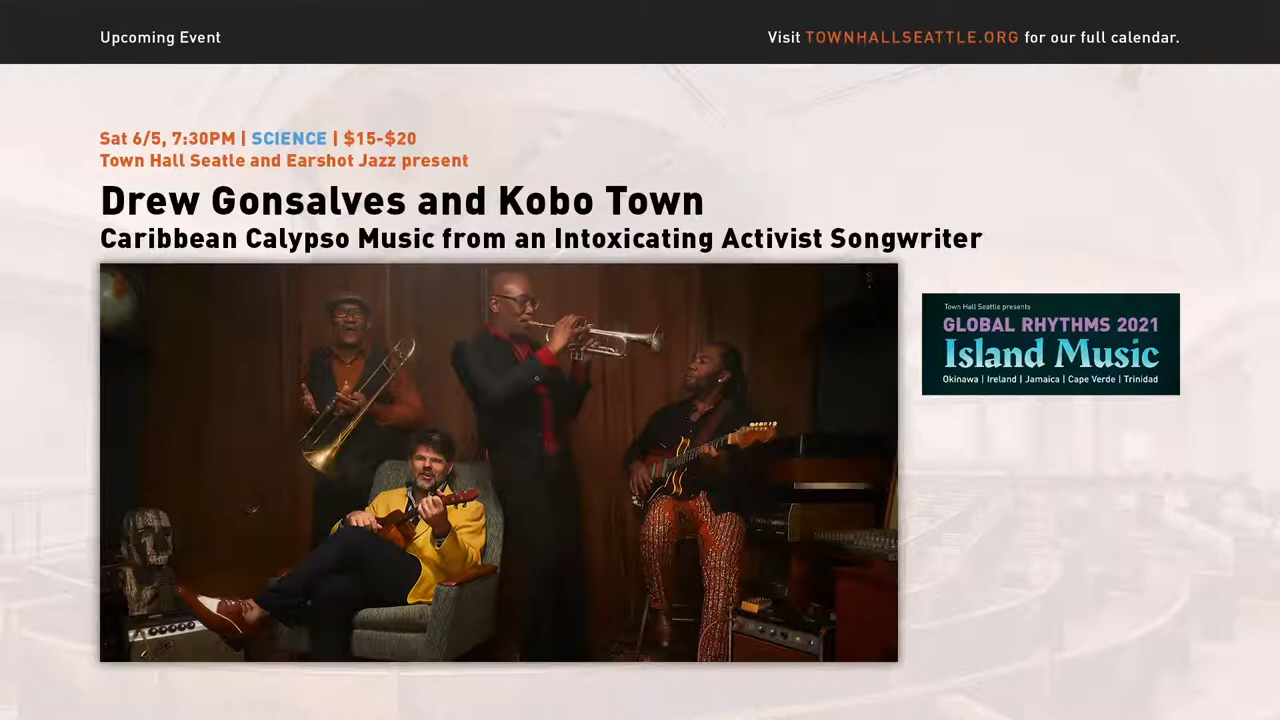 Upcoming Event
Visit TOWNHALLSEATTLE.ORG for our full calendar.
Sat 6/5, 7:30PM | SCIENCE | $15-$20
Town Hall Seatle and Earshot Jazz present
Drew Gonsalves and Kobo Town
Caribbean Calypso Music from an Intoxicating Activist Songwriter
Town Hall Seattle presents
GLOBAL RHYTHMS 2021
Island Music
Okinawa | Ireland | Jamaica | Cape Verde | Trinidad